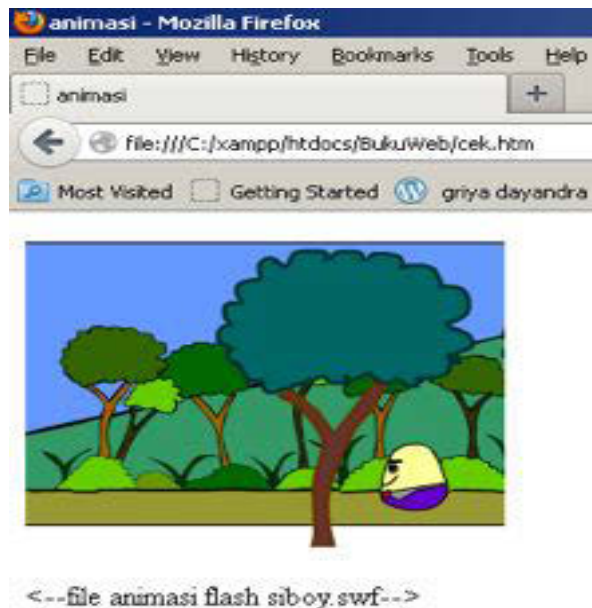 animasi - Mozilla Firefox
File Edit View History Bookmarks Tools Help
animasi
file:///C:/xampp/htdocs/BukuWeb/cek.htm
Most Visited Getting Started griya dayandra
<--file animasi flash siboy.swf-->